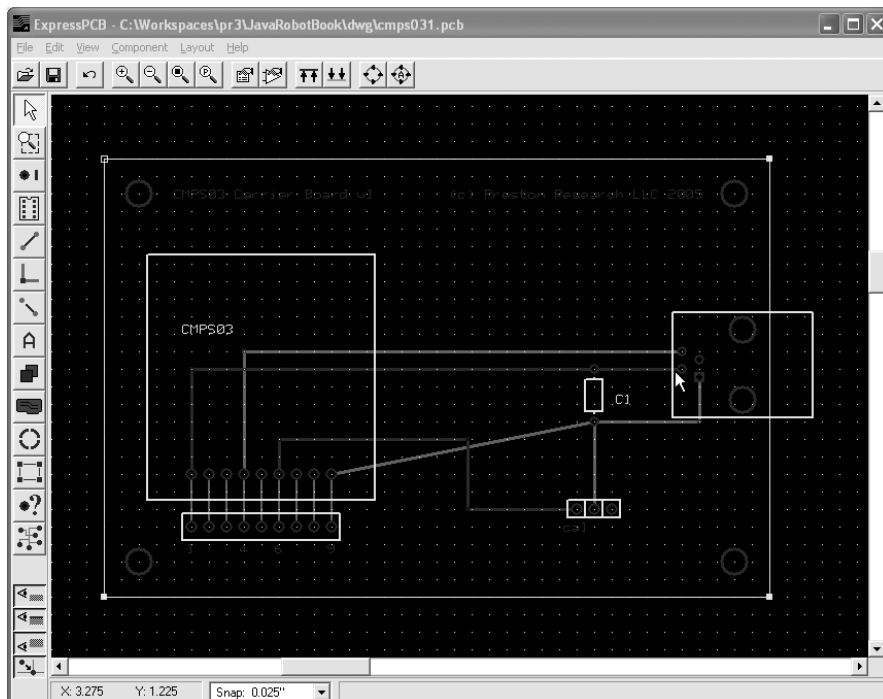 ExpressPCB - C:\Workspaces\pr3\JavaRobotBook\dwg\cmps031.pcb
File Edit View Component Layout Help
CMPS03 Carrier Board v1 (c) Preston Research LLC 2005
CMPS03
C1
cal
1 4 6 9
X: 3.275 Y: 1.225 Snap: 0.025"